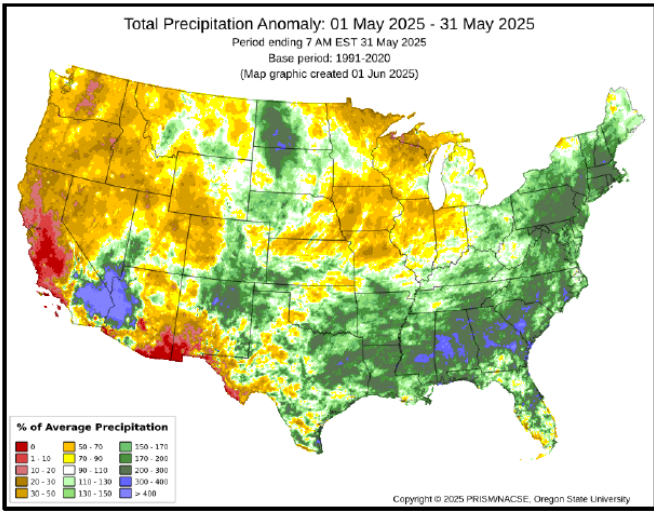 Total Precipitation Anomaly: 01 May 2025 - 31 May 2025
Period ending 7 AM EST 31 May 2025
Base period: 1991-2020
(Map graphic created 01 Jun 2025)
% of Average Precipitation
0 50 - 70 150 - 170
1 - 10 70 - 90 170 - 200
10 - 20 90 - 110 200 - 300
20 - 30 110 - 130 300 - 400
30 - 50 130 - 150 > 400
Copyright © 2025 PRISM/NACSE, Oregon State University